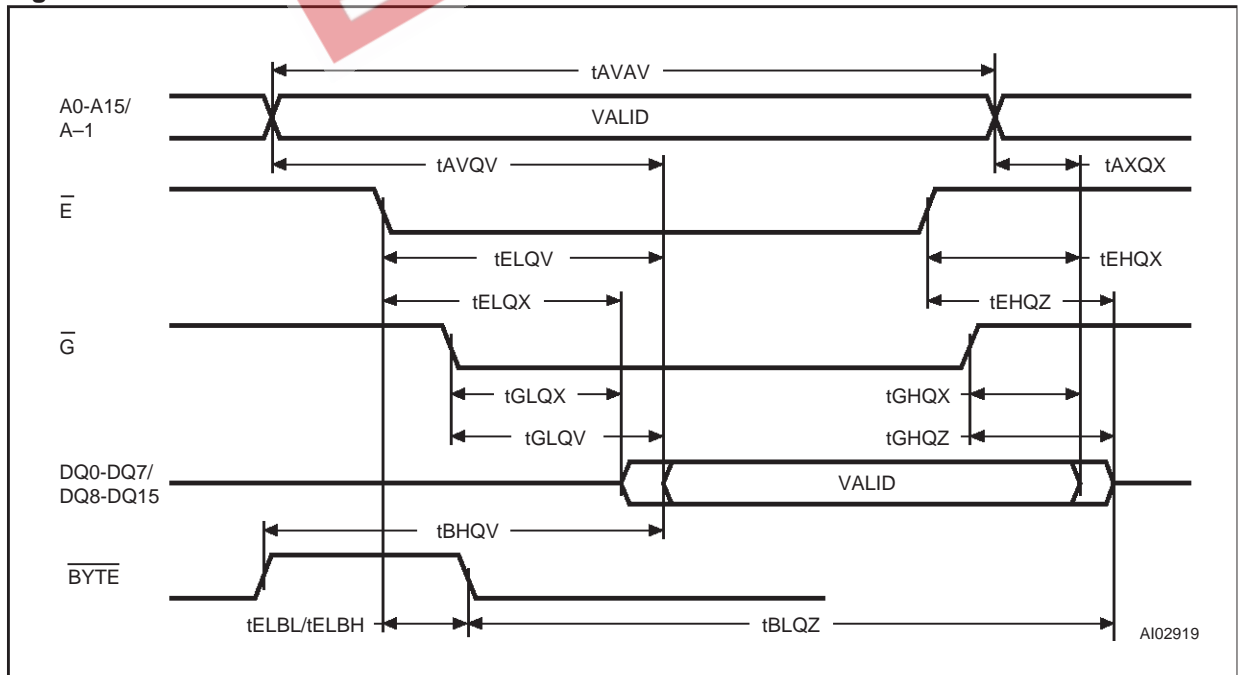 tAVAV
A0-A15/
A–1
VALID
tAVQV
tAXQX
E
tELQV
tEHQX
tELQX
tEHQZ
G
tGLQX
tGHQX
tGLQV
tGHQZ
DQ0-DQ7/
DQ8-DQ15
VALID
tBHQV
BYTE
tELBL/tELBH
tBLQZ
AI02919